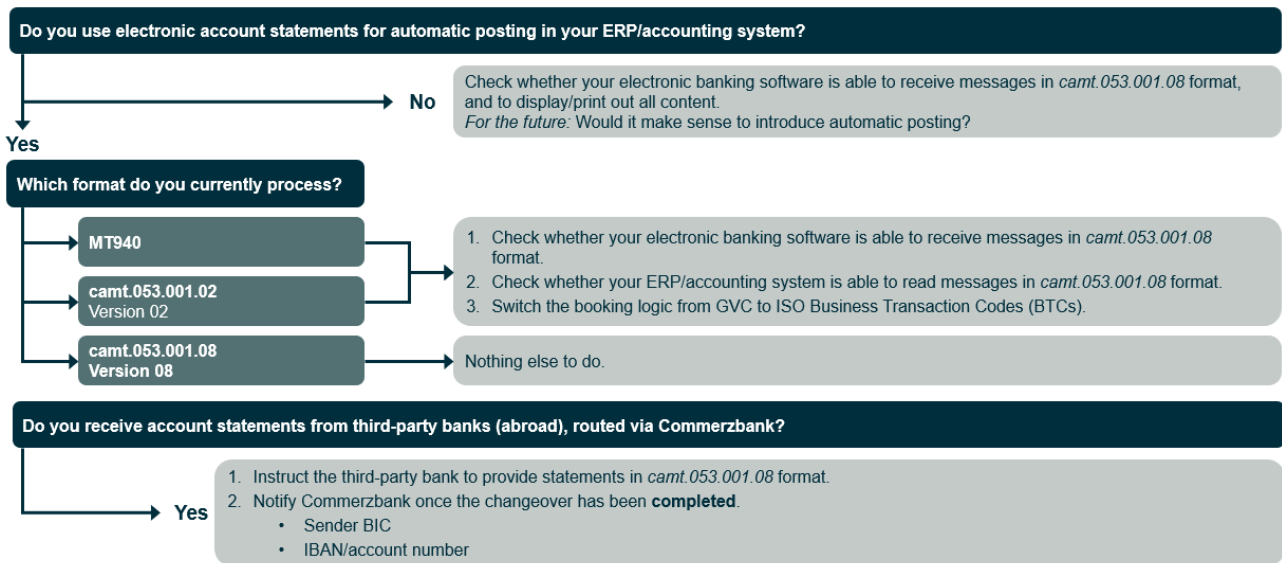 Do you use electronic account statements for automatic posting in your ERP/accounting system?
No
Check whether your electronic banking software is able to receive messages in camt.053.001.08 format,
and to display/print out all content.
For the future: Would it make sense to introduce automatic posting?
Yes
Which format do you currently process?
MT940
camt.053.001.02
Version 02
1. Check whether your electronic banking software is able to receive messages in camt.053.001.08
format.
2. Check whether your ERP/accounting system is able to read messages in camt.053.001.08 format.
3. Switch the booking logic from GVC to ISO Business Transaction Codes (BTCs).
camt.053.001.08
Version 08
Nothing else to do.
Do you receive account statements from third-party banks (abroad), routed via Commerzbank?
Yes
1. Instruct the third-party bank to provide statements in camt.053.001.08 format.
2. Notify Commerzbank once the changeover has been completed.
• Sender BIC
• IBAN/account number